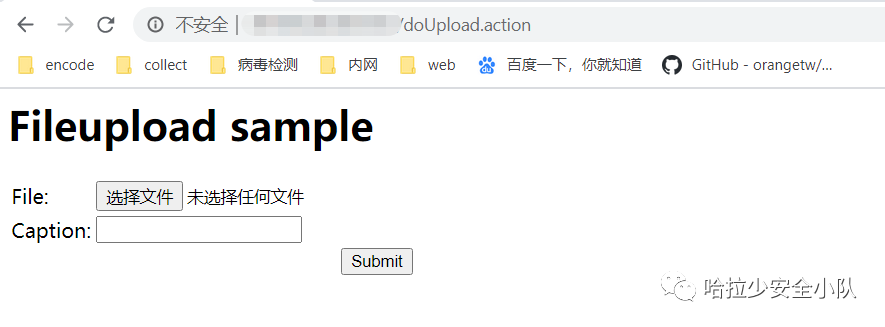 不安全 | /doUpload.action
encode collect 病毒检测 内网 web 百度一下，你就知道 GitHub - orangetw/...
Fileupload sample
File: 选择文件 未选择任何文件
Caption:
Submit
哈拉少安全小队